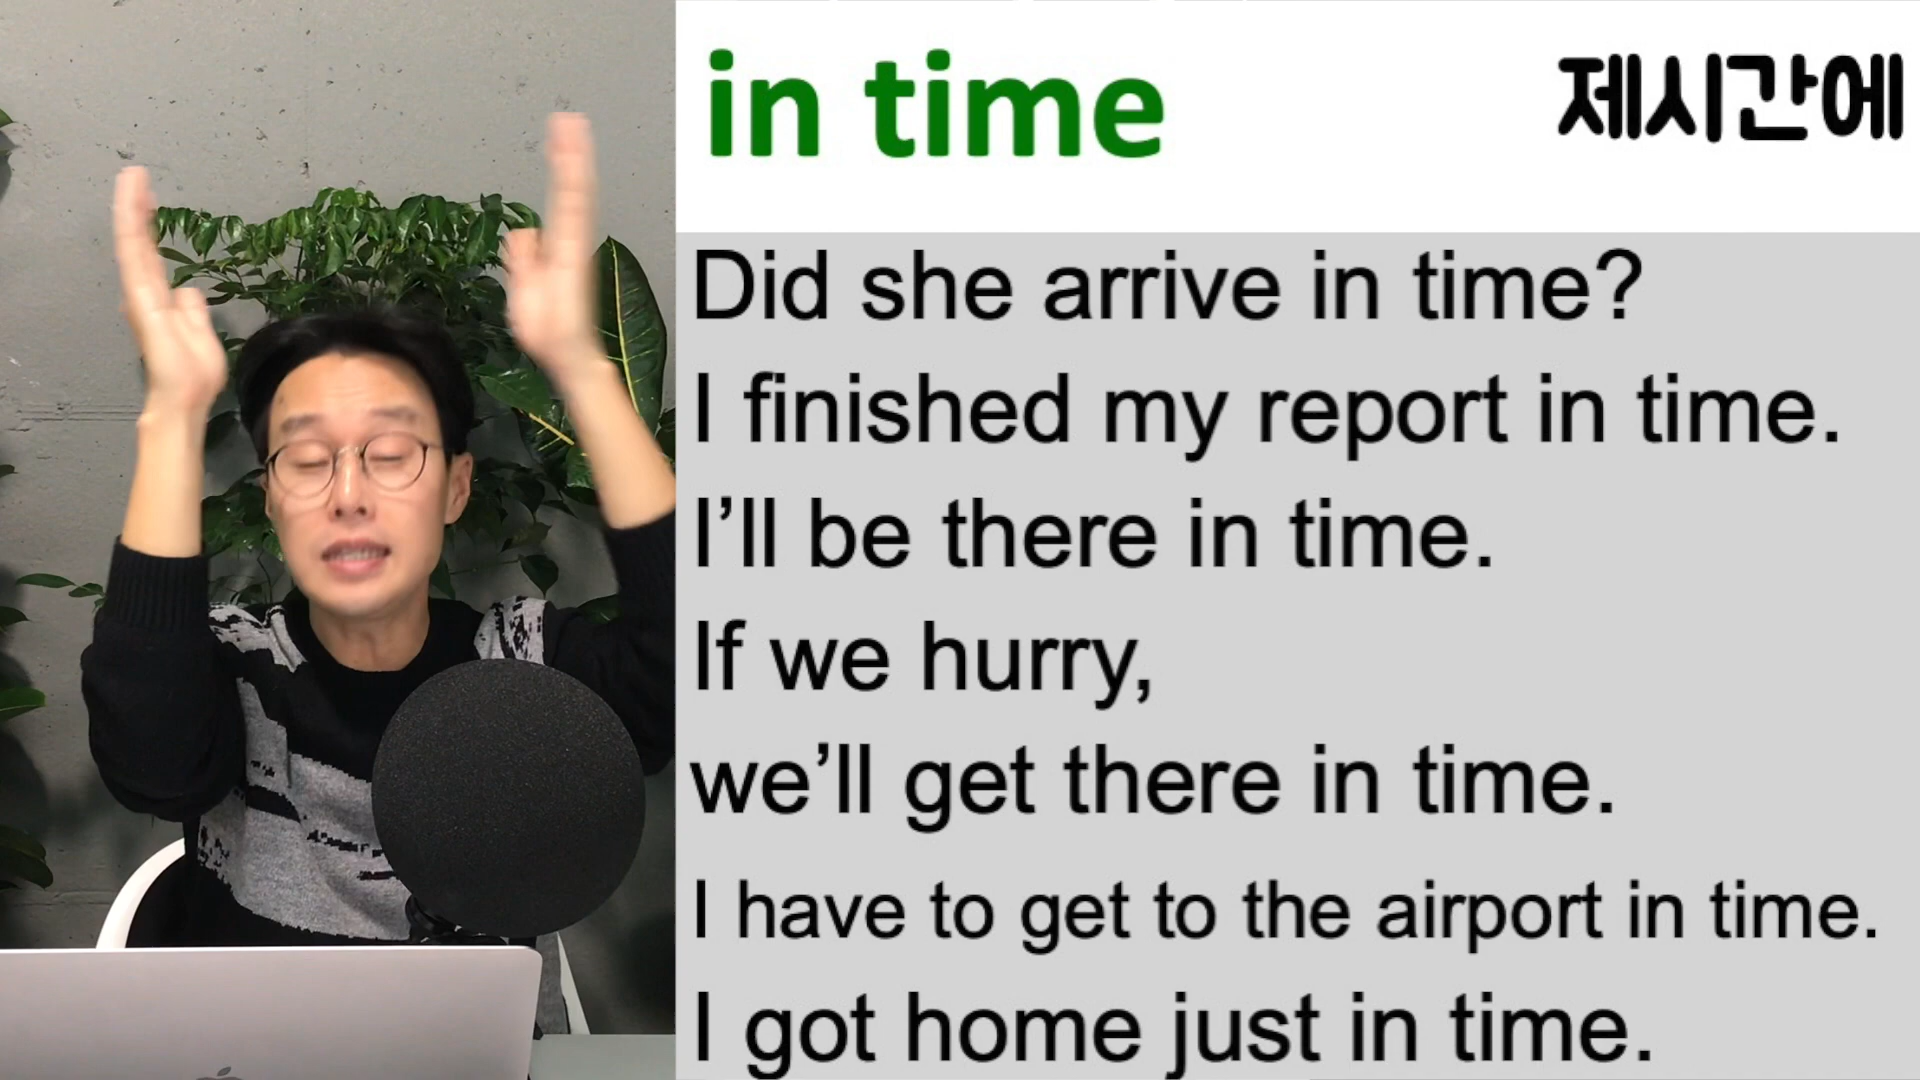 in time
제시간에
Did she arrive in time?
I finished my report in time.
I’ll be there in time.
If we hurry,
we’ll get there in time.
I have to get to the airport in time.
I got home just in time.